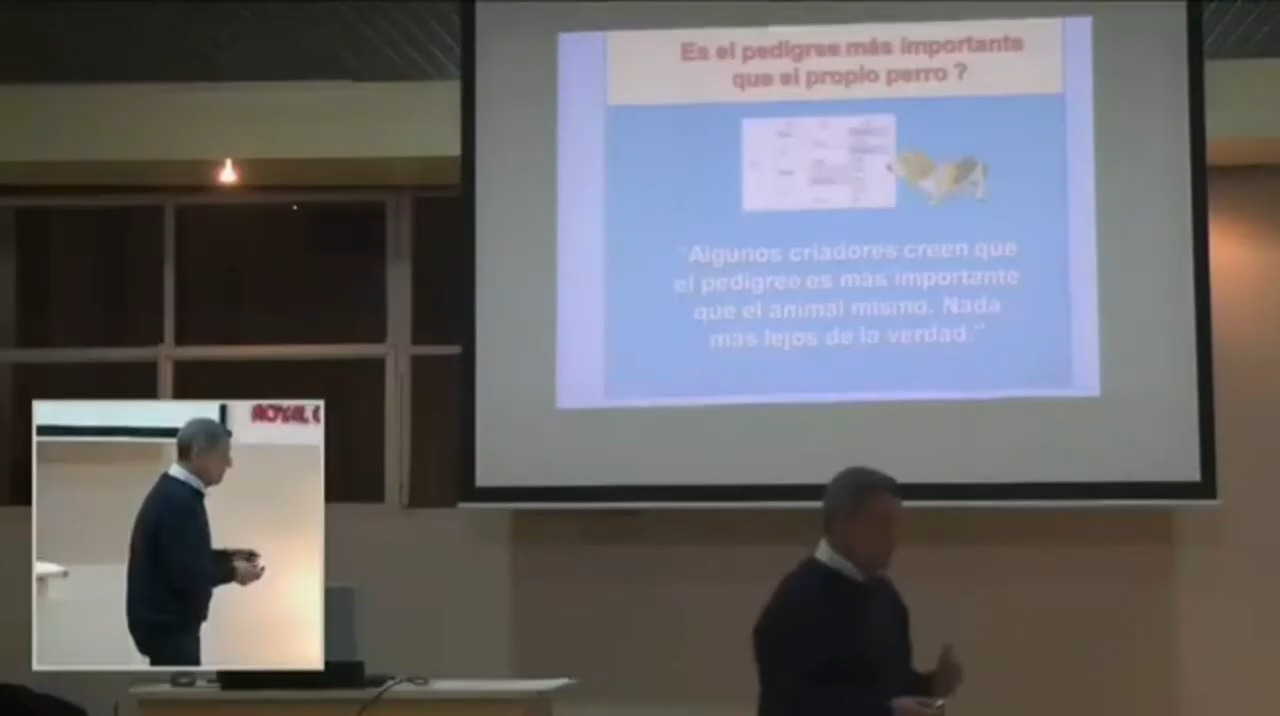 Es el pedigree más importante
que el propio perro ?
"Algunos criadores creen que
el pedigree es mas importante
que el animal mismo. Nada
mas lejos de la verdad."
ROYAL C